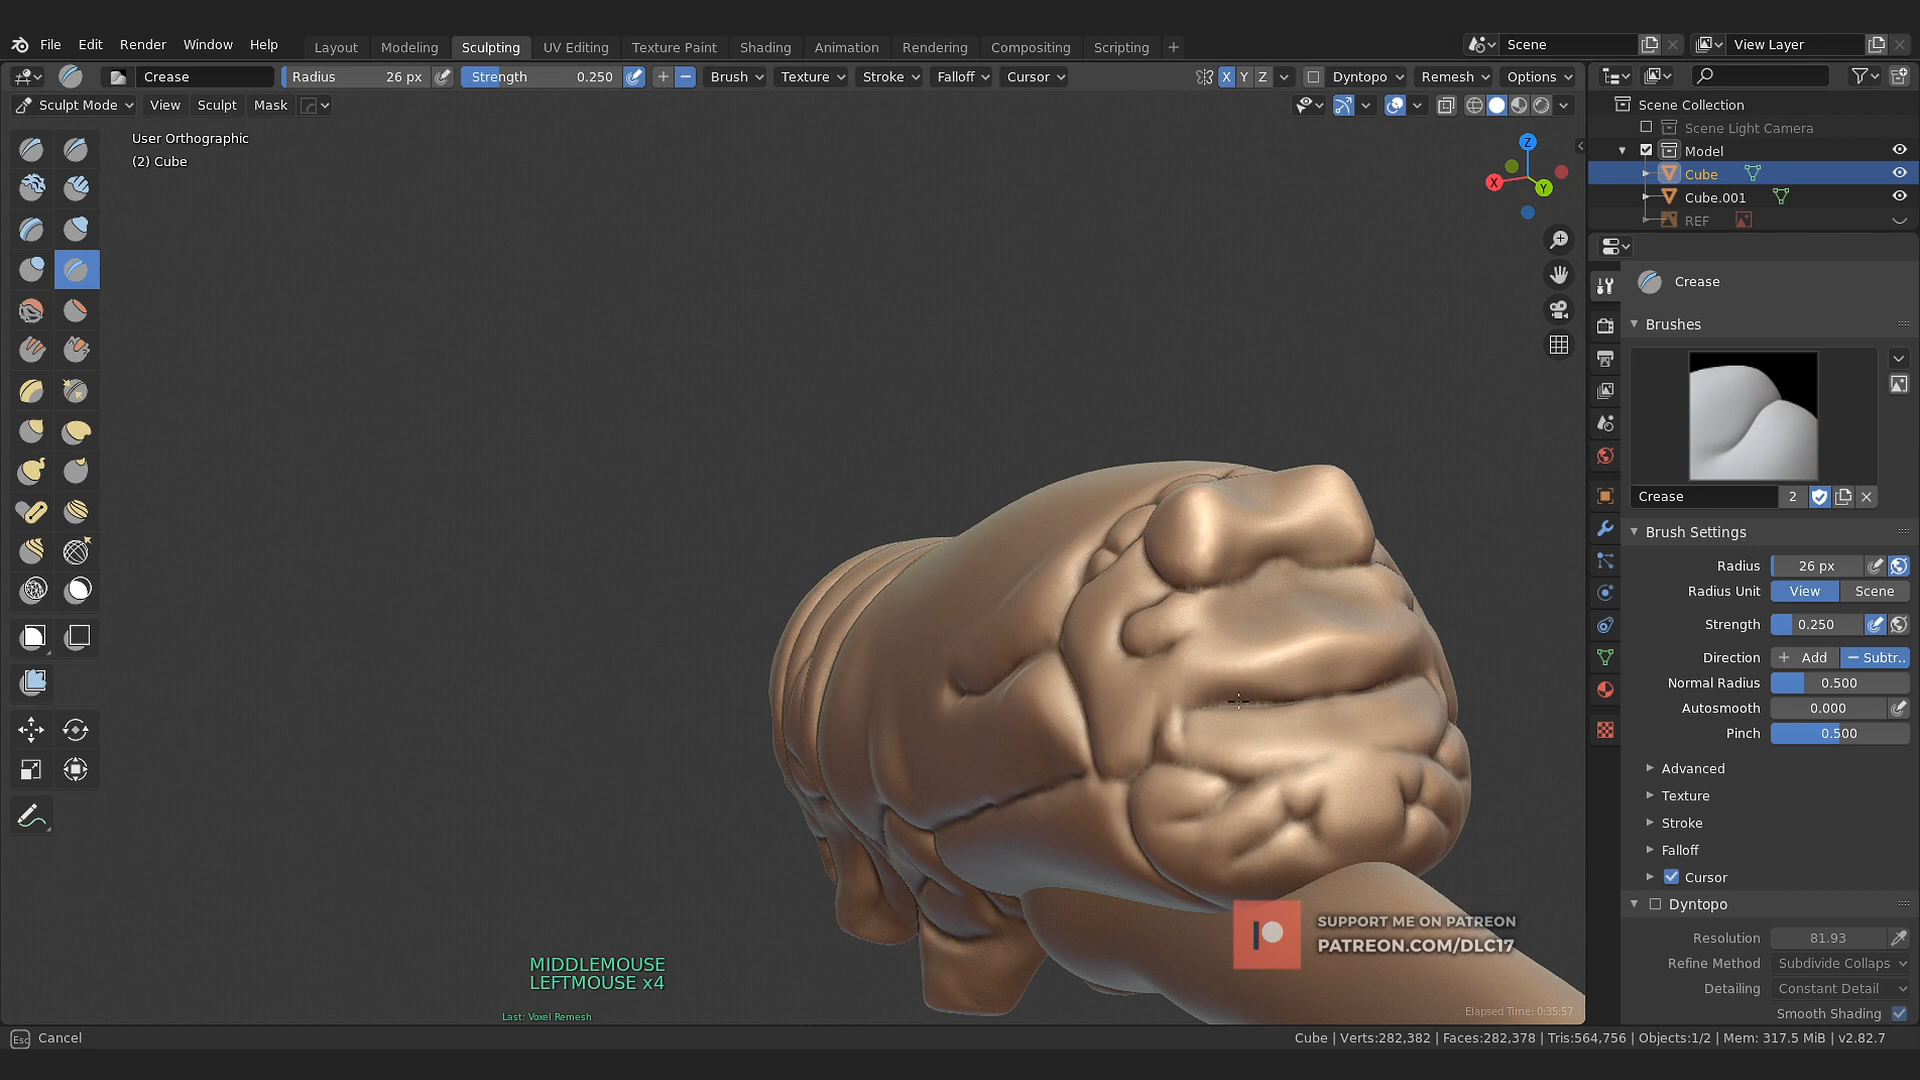 File Edit Render Window Help Layout Modeling Sculpting UV Editing Texture Paint Shading Animation Rendering Compositing Scripting + Scene View Layer
Crease Radius 26 px Strength 0.250 + − Brush Texture Stroke Falloff Cursor X Y Z Dyntopo Remesh Options
Sculpt Mode View Sculpt Mask
User Orthographic
(2) Cube
Z
X
Y
Scene Collection
Scene Light Camera
Model
Cube
Cube.001
REF
Crease
Brushes
Crease 2
Brush Settings
Radius 26 px
Radius Unit View Scene
Strength 0.250
Direction + Add − Subtr..
Normal Radius 0.500
Autosmooth 0.000
Pinch 0.500
Advanced
Texture
Stroke
Falloff
Cursor
Dyntopo
Resolution 81.93
Refine Method Subdivide Collaps
Detailing Constant Detail
Smooth Shading
SUPPORT ME ON PATREON
PATREON.COM/DLC17
MIDDLEMOUSE
LEFTMOUSE x4
Last: Voxel Remesh
Elapsed Time: 0:35:57
Esc Cancel
Cube | Verts:282,382 | Faces:282,378 | Tris:564,756 | Objects:1/2 | Mem: 317.5 MiB | v2.82.7